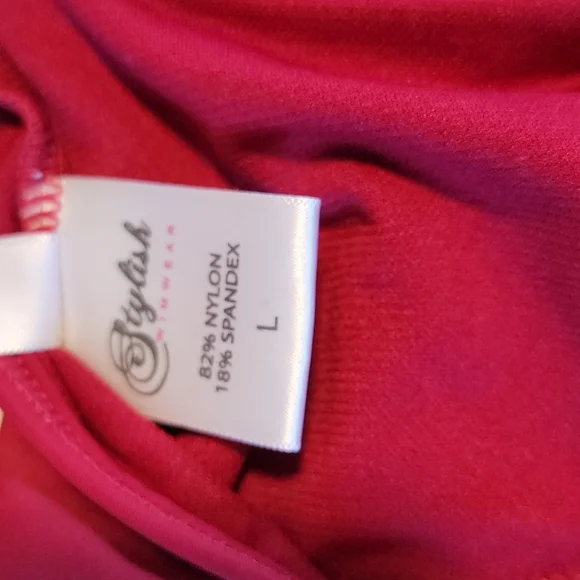 Stylish
SWIMWEAR
82% NYLON
18% SPANDEX
L